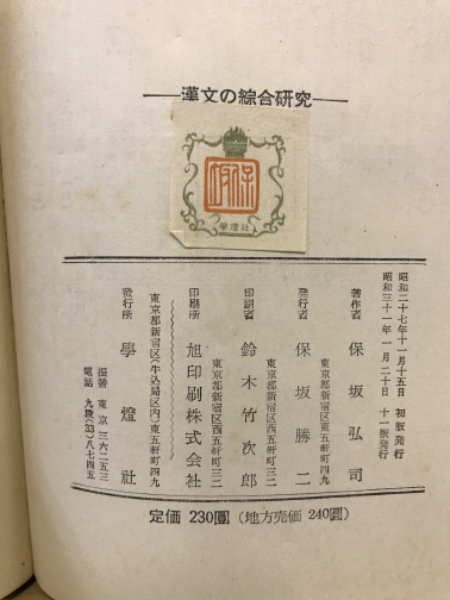 漢文の綜合研究
保坂
學燈社
昭和二十七年十一月十五日 初版発行
昭和三十一年一月二十日 十一版発行
著作者 保坂弘司
東京都新宿区東五軒町四九
発行者 保坂勝二
東京都新宿区西五軒町三二
印刷者 鈴木竹次郎
東京都新宿区西五軒町三二
印刷所 旭印刷株式会社
東京都新宿区(牛込局区内)東五軒町四九
發行所 學燈社
振替 東京 三六二五三
電話 九段(33)八七四五
定価 230圓(地方売価 240圓)